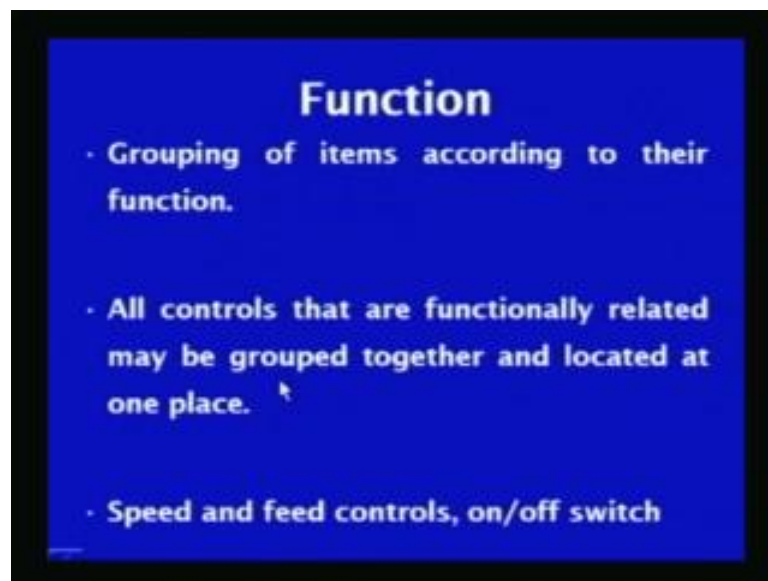 Function
· Grouping of items according to their
function.
· All controls that are functionally related
may be grouped together and located at
one place.
· Speed and feed controls, on/off switch